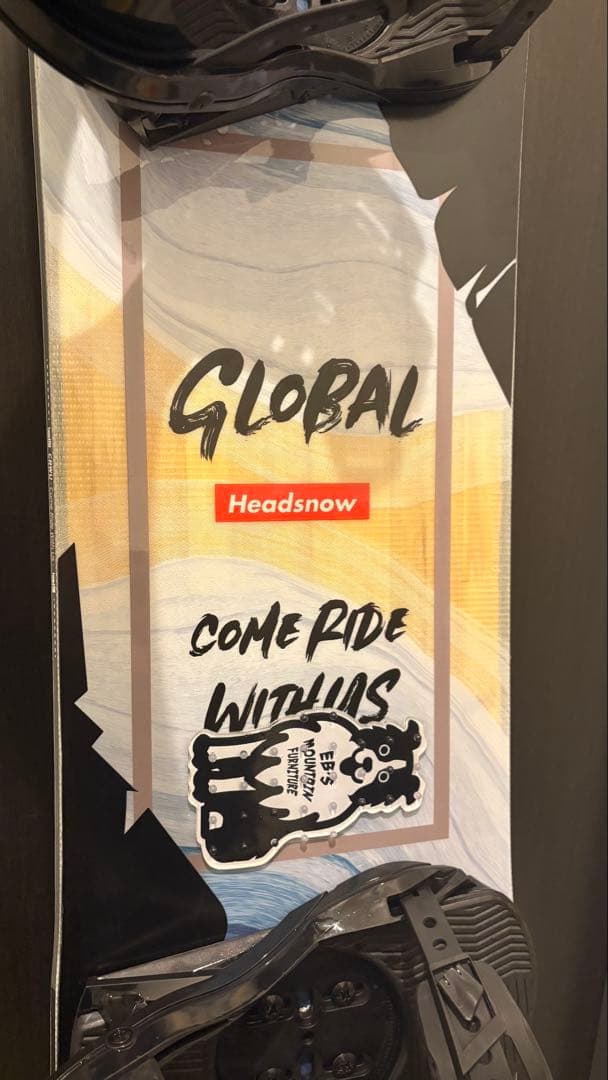 GLOBAL
Headsnow
COME RIDE
WITH US
EB'S
MOUNTAIN
FURNITURE